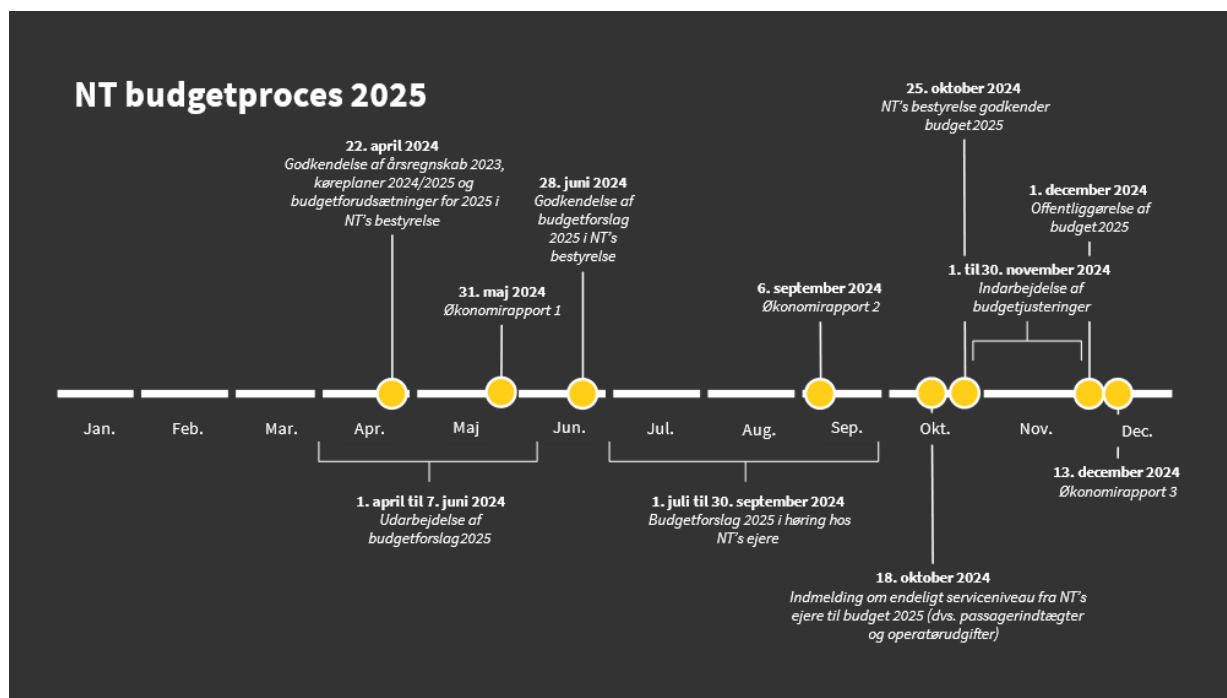 NT budgetproces 2025
22. april 2024
Godkendelse af årsregnskab 2023,
køreplaner 2024/2025 og
budgetforudsætninger for 2025 i
NT's bestyrelse
31. maj 2024
Økonomirapport 1
28. juni 2024
Godkendelse af
budgetforslag
2025 i NT's
bestyrelse
6. september 2024
Økonomirapport 2
25. oktober 2024
NT's bestyrelse godkender
budget 2025
1. december 2024
Offentliggørelse af
budget 2025
1. til 30. november 2024
Indarbejdelse af
budgetjusteringer
Jan.
Feb.
Mar.
Apr.
Maj
Jun.
Jul.
Aug.
Sep.
Okt.
Nov.
Dec.
1. april til 7. juni 2024
Udarbejdelse af
budgetforslag 2025
1. juli til 30. september 2024
Budgetforslag 2025 i høring hos
NT's ejere
18. oktober 2024
Indmelding om endeligt serviceniveau fra NT's
ejere til budget 2025 (dvs. passagerindtægter
og operatørudgifter)
13. december 2024
Økonomirapport 3